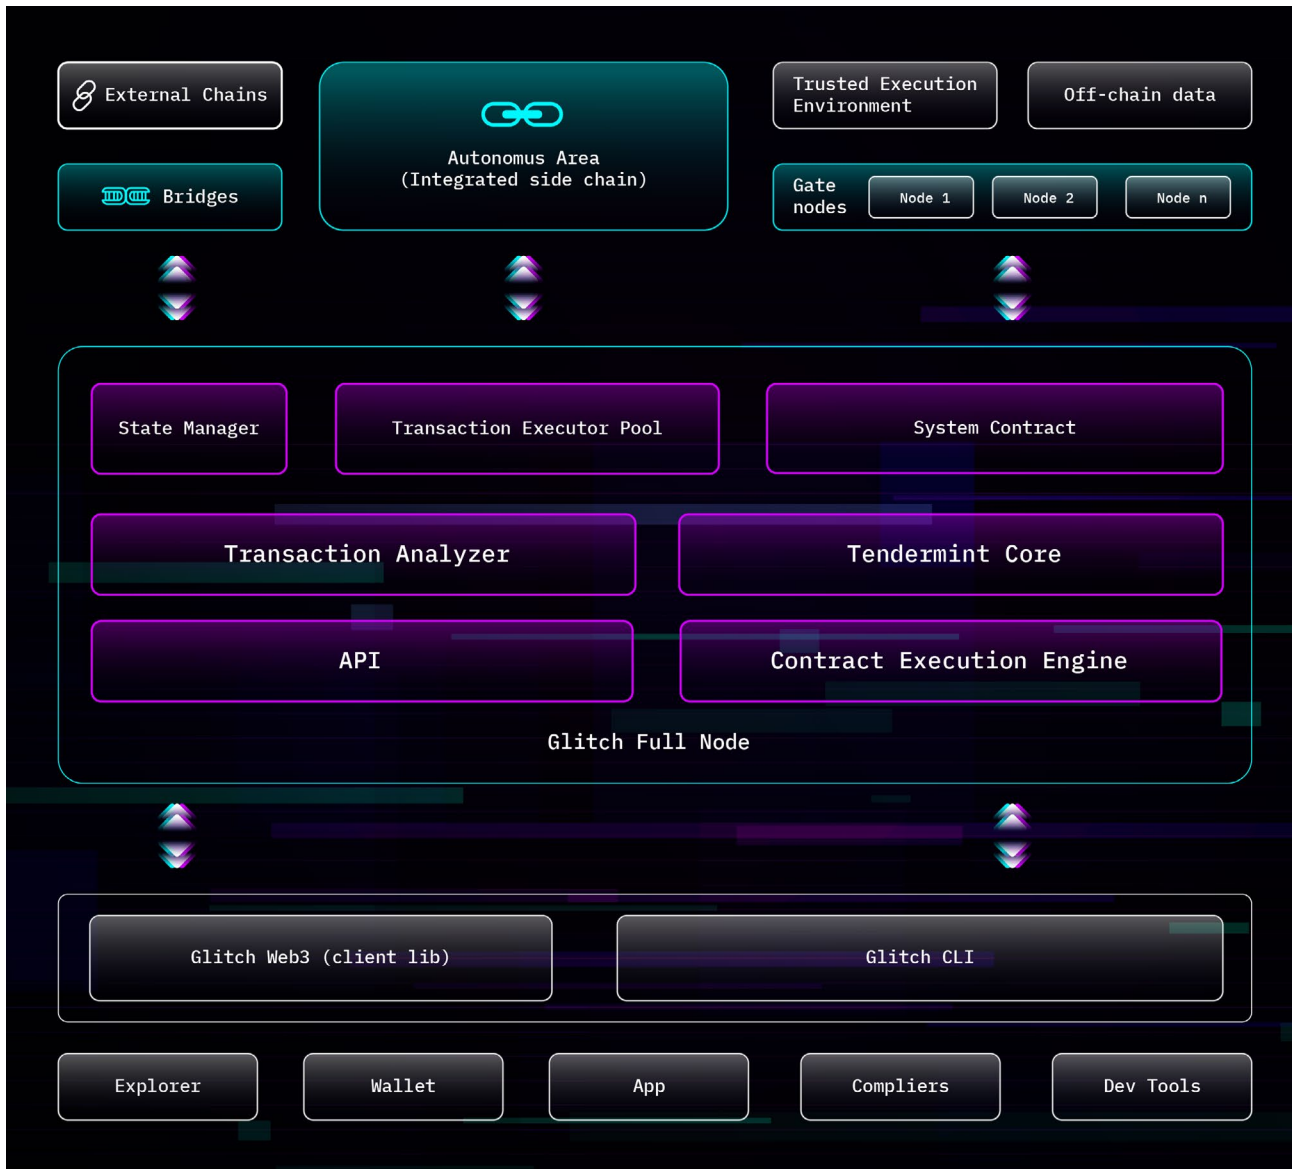 External Chains
Autonomus Area
(Integrated side chain)
Trusted Execution
Environment
Off-chain data
Bridges
Gate
nodes
Node 1
Node 2
Node n
State Manager
Transaction Executor Pool
System Contract
Transaction Analyzer
Tendermint Core
API
Contract Execution Engine
Glitch Full Node
Glitch Web3 (client lib)
Glitch CLI
Explorer
Wallet
App
Compliers
Dev Tools